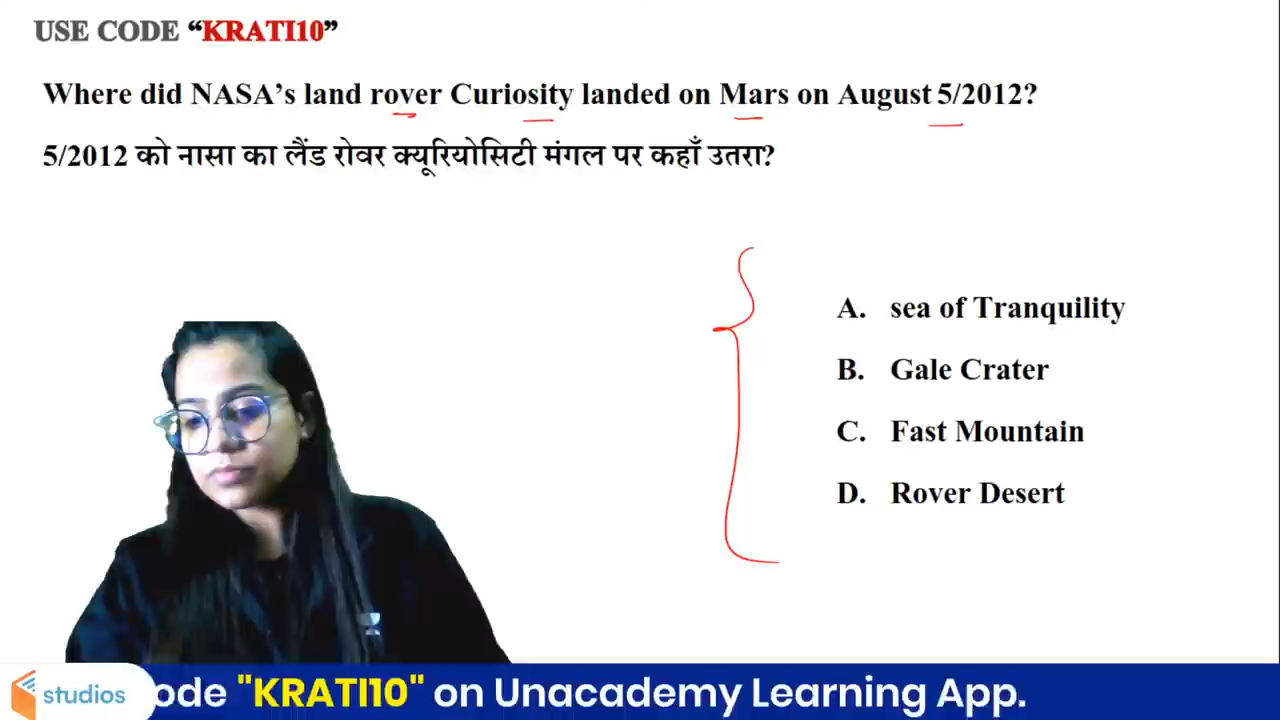 USE CODE “KRATI10”
Where did NASA’s land rover Curiosity landed on Mars on August 5/2012?
5/2012 को नासा का लैंड रोवर क्यूरियोसिटी मंगल पर कहाँ उतरा?
A. sea of Tranquility
B. Gale Crater
C. Fast Mountain
D. Rover Desert
studios
ode "KRATI10" on Unacademy Learning App.